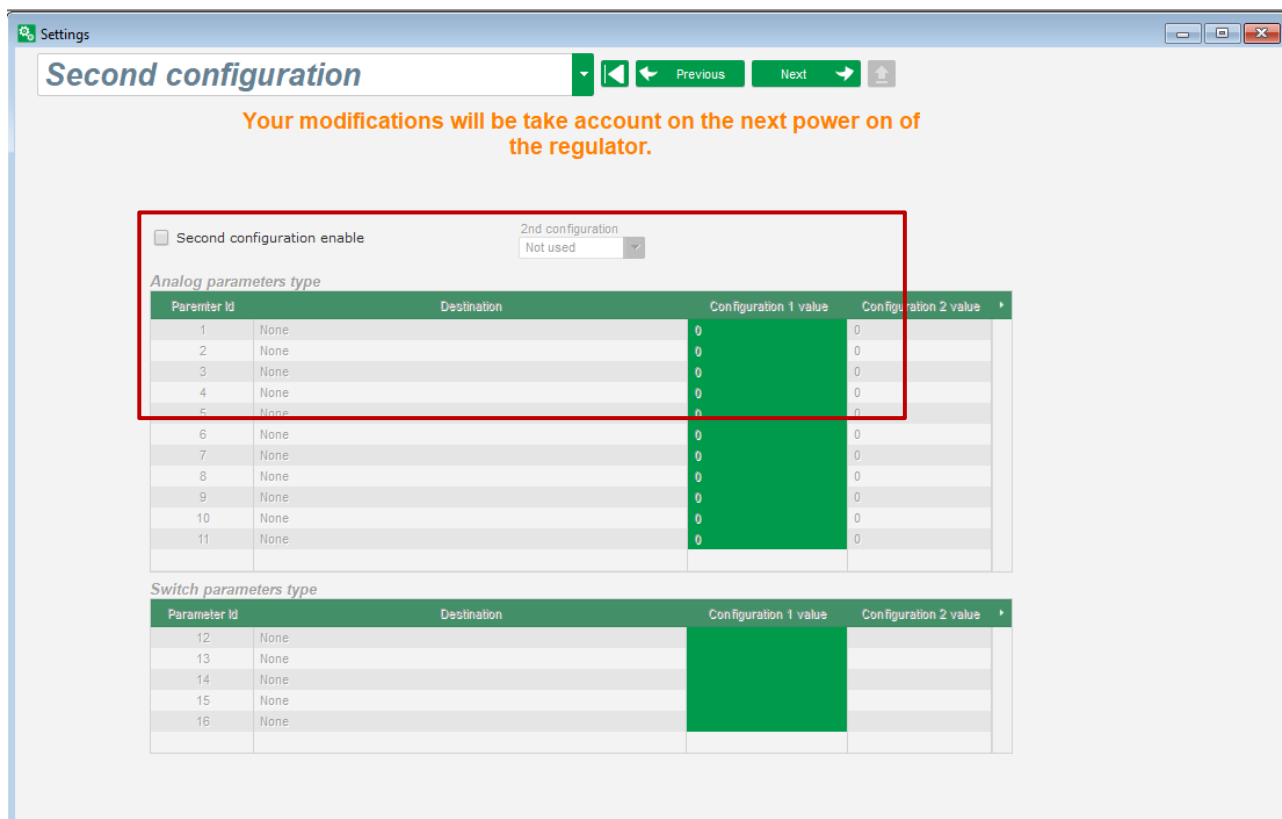 Settings
Second configuration
Previous
Next
Your modifications will be take account on the next power on of
the regulator.
Second configuration enable
2nd configuration
Not used
Analog parameters type
Paremter Id Destination Configuration 1 value Configuration 2 value
1 None 0 0
2 None 0 0
3 None 0 0
4 None 0 0
5 None 0 0
6 None 0 0
7 None 0 0
8 None 0 0
9 None 0 0
10 None 0 0
11 None 0 0
Switch parameters type
Parameter Id Destination Configuration 1 value Configuration 2 value
12 None
13 None
14 None
15 None
16 None